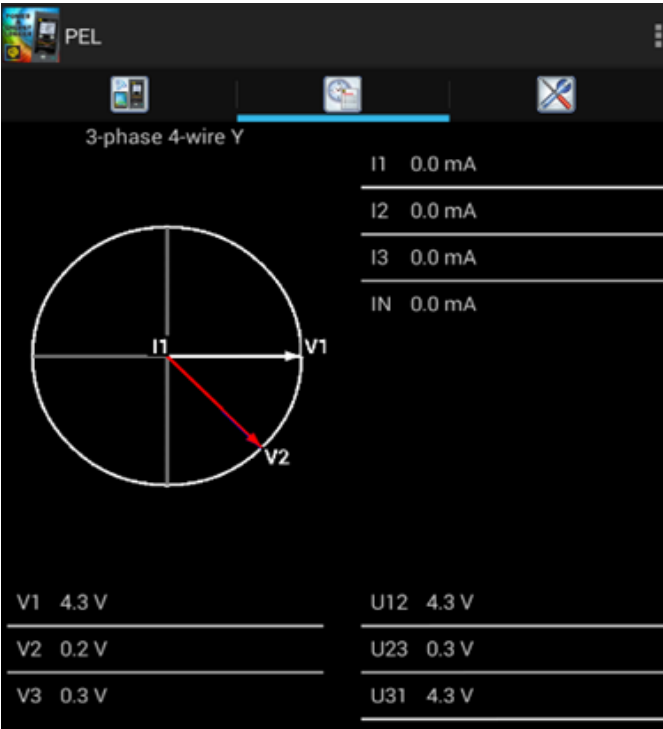 PEL
3-phase 4-wire Y
I1 0.0 mA
I2 0.0 mA
I3 0.0 mA
IN 0.0 mA
I1
V1
V2
V1 4.3 V
V2 0.2 V
V3 0.3 V
U12 4.3 V
U23 0.3 V
U31 4.3 V